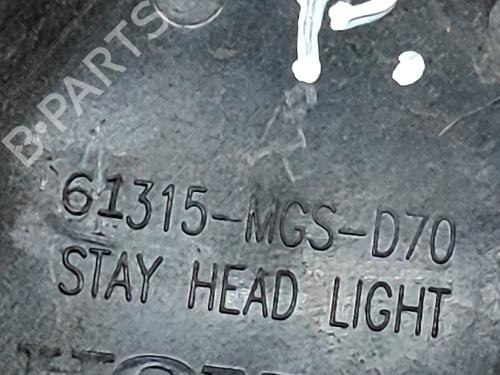 B-PARTS
P.
61315-MGS-D70
STAY HEAD LIGHT